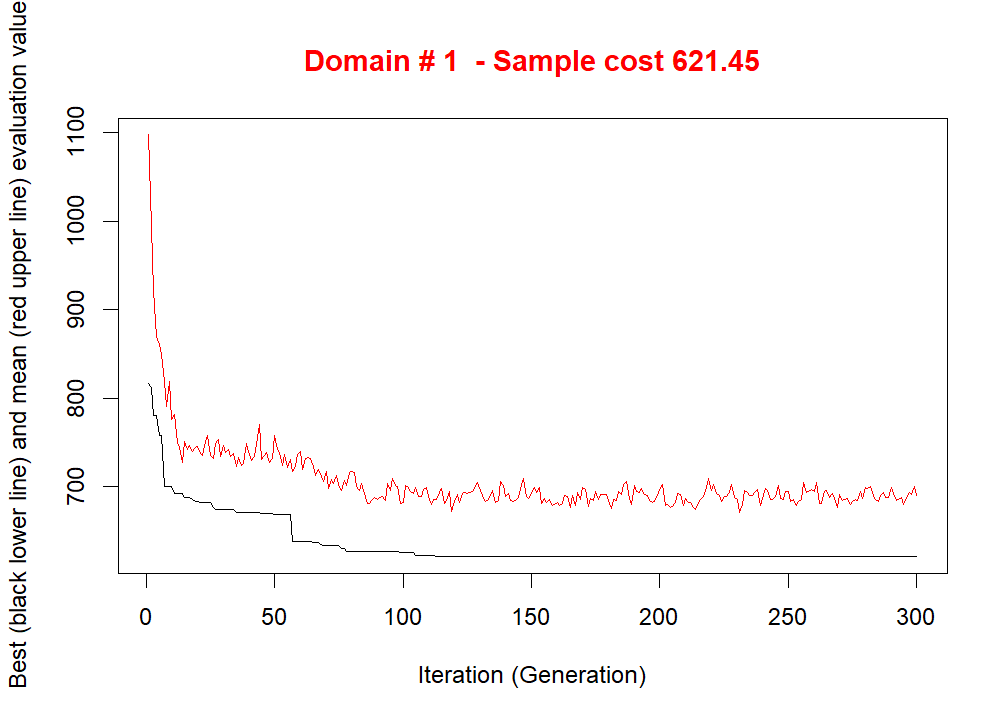 Domain # 1  - Sample cost 621.45
Best (black lower line) and mean (red upper line) evaluation value
1100
1000
900
800
700
0 50 100 150 200 250 300
Iteration (Generation)